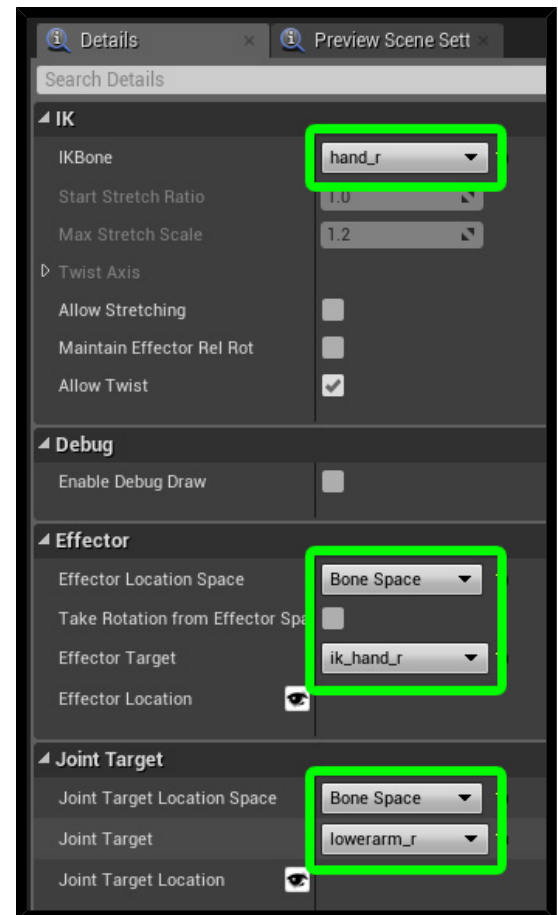 Details
Preview Scene Sett
Search Details
IK
IKBone hand_r
Start Stretch Ratio 1.0
Max Stretch Scale 1.2
Twist Axis
Allow Stretching
Maintain Effector Rel Rot
Allow Twist
Debug
Enable Debug Draw
Effector
Effector Location Space Bone Space
Take Rotation from Effector Spa
Effector Target ik_hand_r
Effector Location
Joint Target
Joint Target Location Space Bone Space
Joint Target lowerarm_r
Joint Target Location